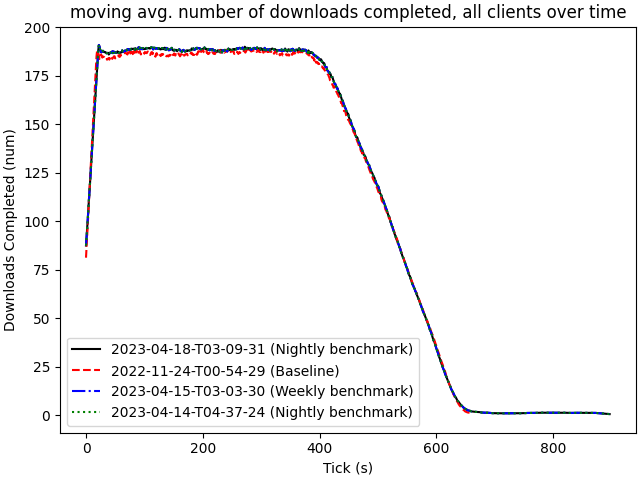 moving avg. number of downloads completed, all clients over time
Downloads Completed (num)
200
175
150
125
100
75
50
25
0
2023-04-18-T03-09-31 (Nightly benchmark)
2022-11-24-T00-54-29 (Baseline)
2023-04-15-T03-03-30 (Weekly benchmark)
2023-04-14-T04-37-24 (Nightly benchmark)
0 200 400 600 800
Tick (s)